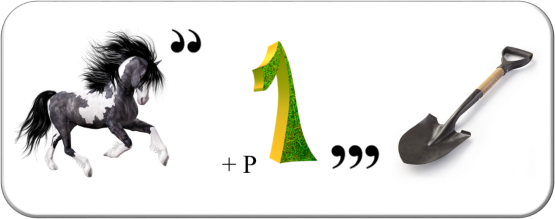 ”
+ P 1 ,,,